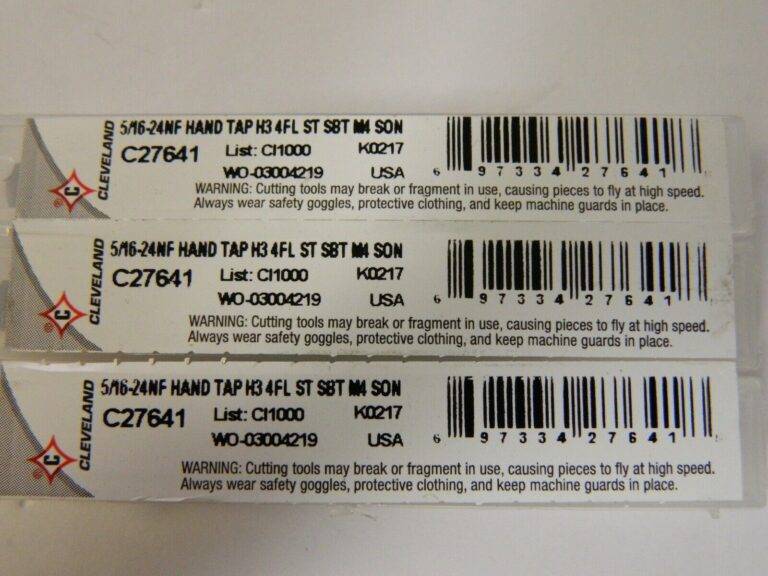 CLEVELAND
C
®
5/16-24NF HAND TAP H3 4FL ST SBT M4 SON
C27641 List: CI1000 K0217
WO-03004219 USA
6 97334 27641
WARNING: Cutting tools may break or fragment in use, causing pieces to fly at high speed.
Always wear safety goggles, protective clothing, and keep machine guards in place.
CLEVELAND
C
®
5/16-24NF HAND TAP H3 4FL ST SBT M4 SON
C27641 List: CI1000 K0217
WO-03004219 USA
6 97334 27641
WARNING: Cutting tools may break or fragment in use, causing pieces to fly at high speed.
Always wear safety goggles, protective clothing, and keep machine guards in place.
CLEVELAND
C
®
5/16-24NF HAND TAP H3 4FL ST SBT M4 SON
C27641 List: CI1000 K0217
WO-03004219 USA
6 97334 27641
WARNING: Cutting tools may break or fragment in use, causing pieces to fly at high speed.
Always wear safety goggles, protective clothing, and keep machine guards in place.